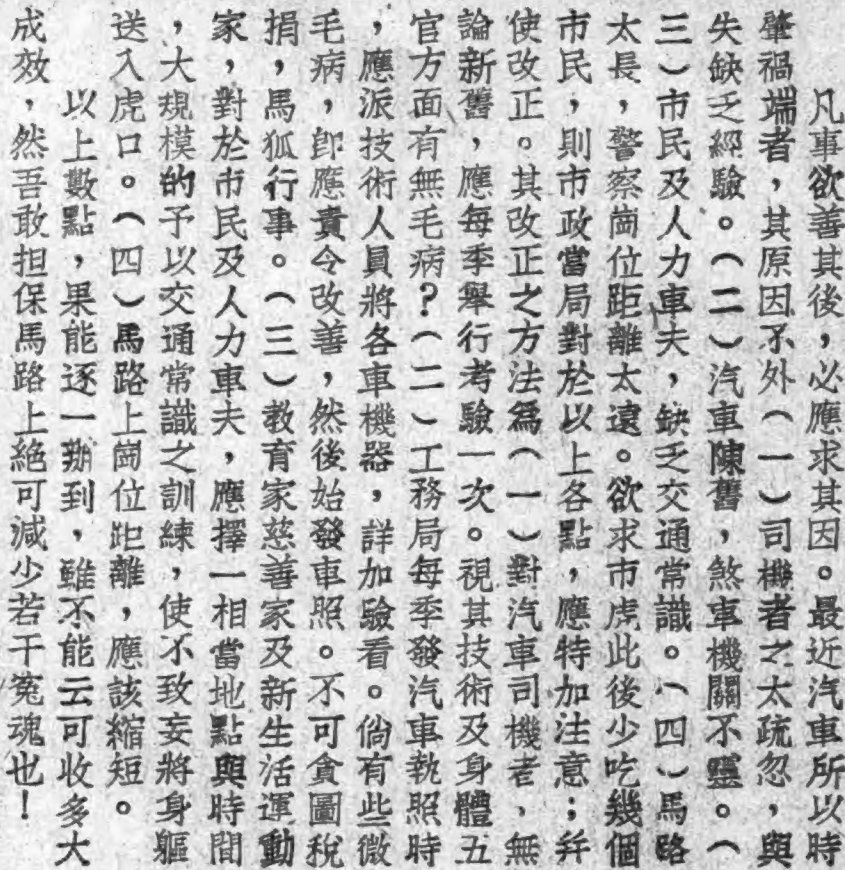 凡事欲善其後，必應求其因。最近汽車所以時
肇禍端者，其原因不外（一）司機者之太疏忽，與
失缺乏經驗。（二）汽車陳舊，煞車機關不靈。（
三）市民及人力車夫，缺乏交通常識。（四）馬路
太長，警察崗位距離太遠。欲求市虎此後少吃幾個
市民，則市政當局對於以上各點，應特加注意；幷
使改正。其改正之方法為（一）對汽車司機者，無
論新舊，應每季舉行考驗一次。視其技術及身體五
官方面有無毛病？（二）工務局每季發汽車執照時
，應派技術人員將各車機器，詳加驗看。倘有些微
毛病，卽應責令改善，然後始發車照。不可貪圖稅
捐，馬狐行事。（三）教育家慈善家及新生活運動
家，對於市民及人力車夫，應擇一相當地點與時間
，大規模的予以交通常識之訓練，使不致妄將身軀
送入虎口。（四）馬路上崗位距離，應該縮短。
以上數點，果能逐一辦到，雖不能云可收多大
成效，然吾敢担保馬路上絕可減少若干冤魂也！